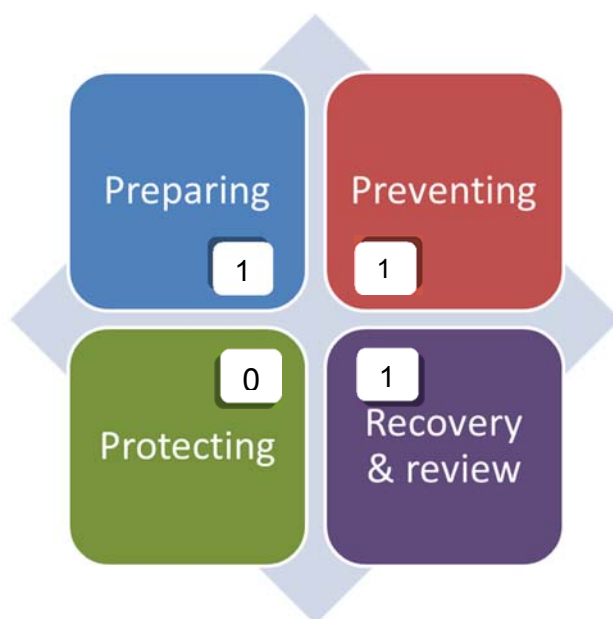 Preparing
Preventing
1
1
0
1
Protecting
Recovery
& review